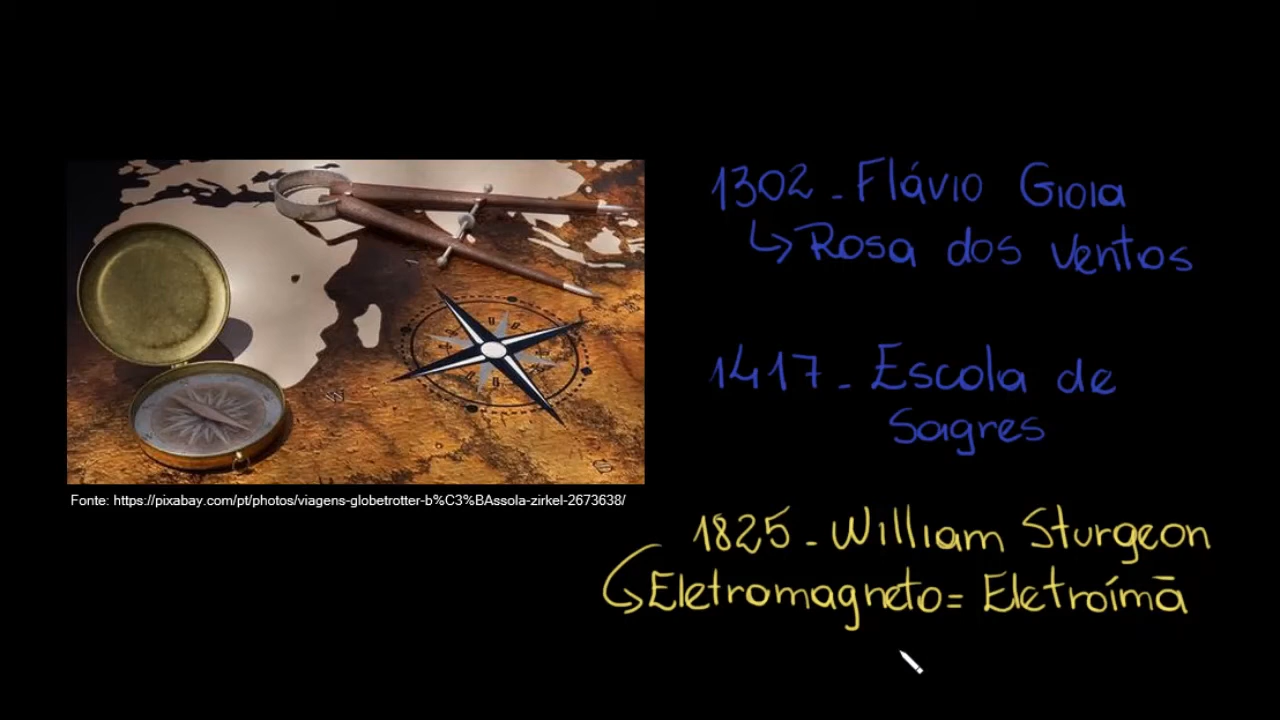 1302 - Flávio Gioia
↳ Rosa dos ventos
1417 - Escola de
Sagres
1825 - William Sturgeon
↳ Eletromagneto = Eletroímã
Fonte: https://pixabay.com/pt/photos/viagens-globetrotter-b%C3%BAssola-zirkel-2673638/